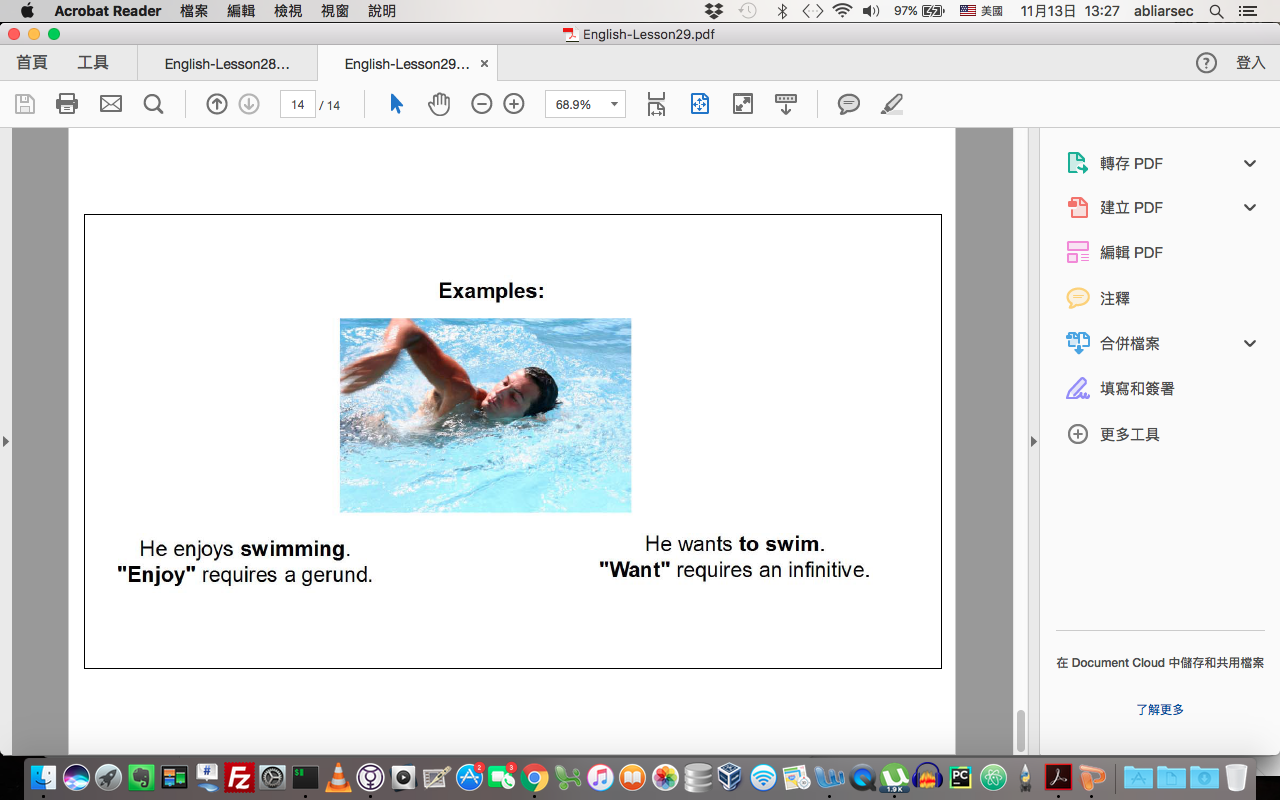 Acrobat Reader 檔案 編輯 檢視 視窗 說明 97% 美國 11月13日 13:27 abliarsec
English-Lesson29.pdf
首頁 工具 English-Lesson28... English-Lesson29... × ? 登入
14 / 14 68.9%
Examples:
He enjoys swimming.
"Enjoy" requires a gerund.
He wants to swim.
"Want" requires an infinitive.
轉存 PDF
建立 PDF
編輯 PDF
注釋
合併檔案
填寫和簽署
更多工具
在 Document Cloud 中儲存和共用檔案
了解更多
# Fz $$ 2 3 1.9 K PC